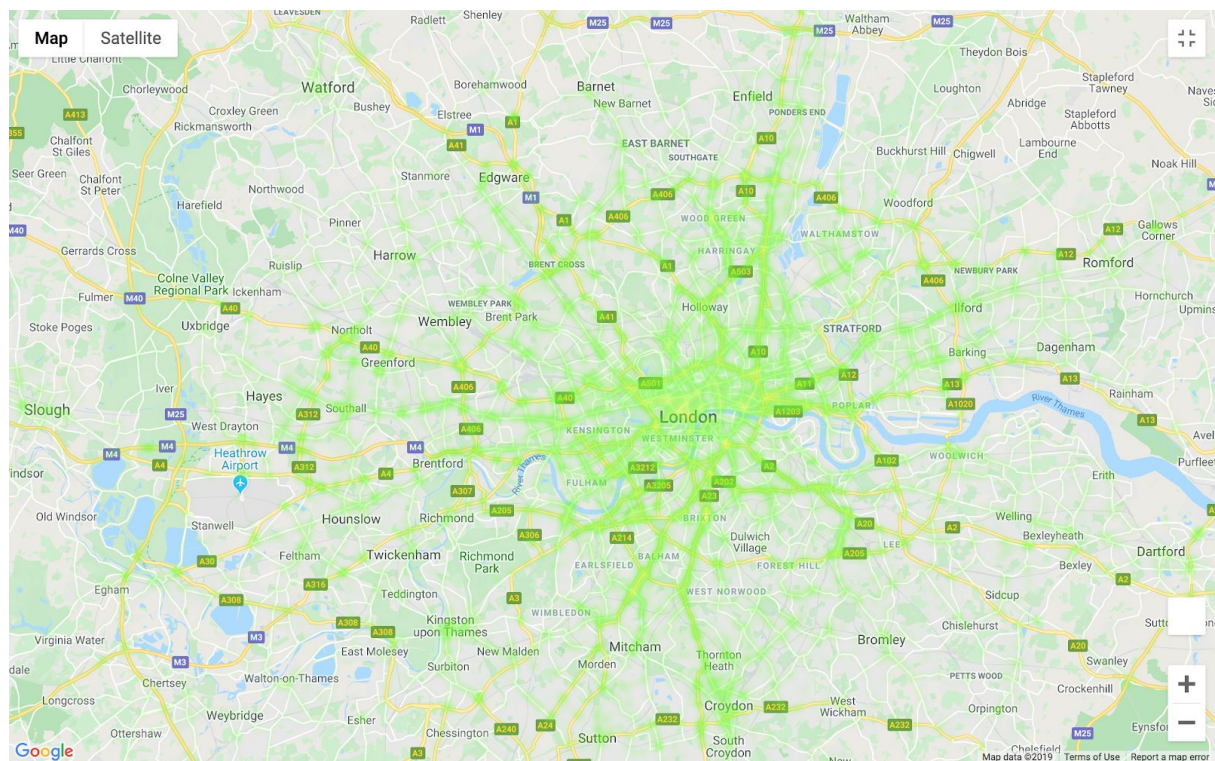 LEAVESDEN
Shenley
Radlett
M25
M25
Waltham
Abbey
M25
M25
Map
Satellite
Theydon Bois
Little Chalfont
Chorleywood
Watford
Borehamwood
Barnet
Enfield
Loughton
Stapleford
Tawney
Abridge
Croxley Green
Bushey
Elstree
New Barnet
PONDERS END
A413
A1
Stapleford
Abbotts
Rickmansworth
M1
A10
Chalfont
St Giles
A41
EAST BARNET
Lambourne
End
Buckhurst Hill
Chigwell
SOUTHGATE
Noak Hill
Seer Green
Chalfont
St Peter
Stanmore
Edgware
Northwood
M1
A406
A10
A406
Harefield
Woodford
Pinner
A1
A406
WOOD GREEN
WALTHAMSTOW
Gallows
Corner
M40
A12
Gerrards Cross
Harrow
HARRINGAY
A12
Ruislip
BRENT CROSS
A1
A503
NEWBURY PARK
Romford
Colne Valley
Regional Park
Ickenham
A406
Fulmer
M40
WEMBLEY PARK
Holloway
Ilford
Hornchurch
A40
Stoke Poges
Uxbridge
Northolt
Wembley
Brent Park
A41
STRATFORD
A40
A10
Barking
Dagenham
Greenford
Iver
Hayes
A406
A501
A11
A12
A13
A13
Slough
M25
A312
Southall
A40
London
A1203
POPLAR
A1020
River Thames
Rainham
A13
West Drayton
A406
KENSINGTON
WESTMINSTER
M4
M4
M4
M4
Heathrow
Airport
A4
A312
Brentford
A4
River Thames
A3212
A2
A102
WOOLWICH
Erith
A307
FULHAM
A3205
A202
A23
Old Windsor
Stanwell
Hounslow
Richmond
A205
BRIXTON
A20
A2
Welling
A306
A214
Dulwich
Village
LEE
Bexleyheath
Feltham
Twickenham
Richmond
Park
BALHAM
A205
Dartford
A30
EARLSFIELD
FOREST HILL
Bexley
A316
A2
Egham
A308
Teddington
A3
WEST NORWOOD
Sidcup
WIMBLEDON
Kingston
upon Thames
A308
A308
Chislehurst
Virginia Water
M3
East Molesey
New Malden
Mitcham
Bromley
A20
M3
Surbiton
Morden
Thornton
Heath
Swanley
Chertsey
Walton-on-Thames
PETTS WOOD
Crockenhill
Longcross
Weybridge
Esher
Croydon
A232
West
Wickham
Orpington
A232
A232
Ottershaw
Chessington
A240
A24
Sutton
South
Croydon
M25
A3
Google
Map data ©2019
Terms of Use
Report a map error